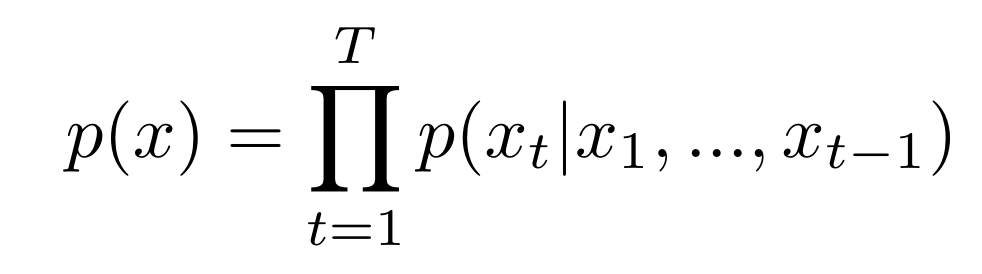 p(x) = ∏_{t=1}^{T} p(x_t|x_1, ..., x_{t−1})